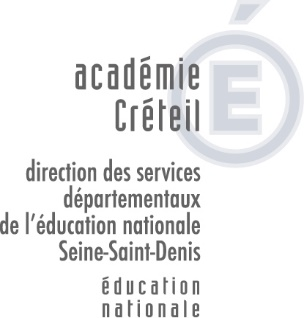 académie
Créteil
É
direction des services
départementaux
de l'éducation nationale
Seine-Saint-Denis
éducation
nationale